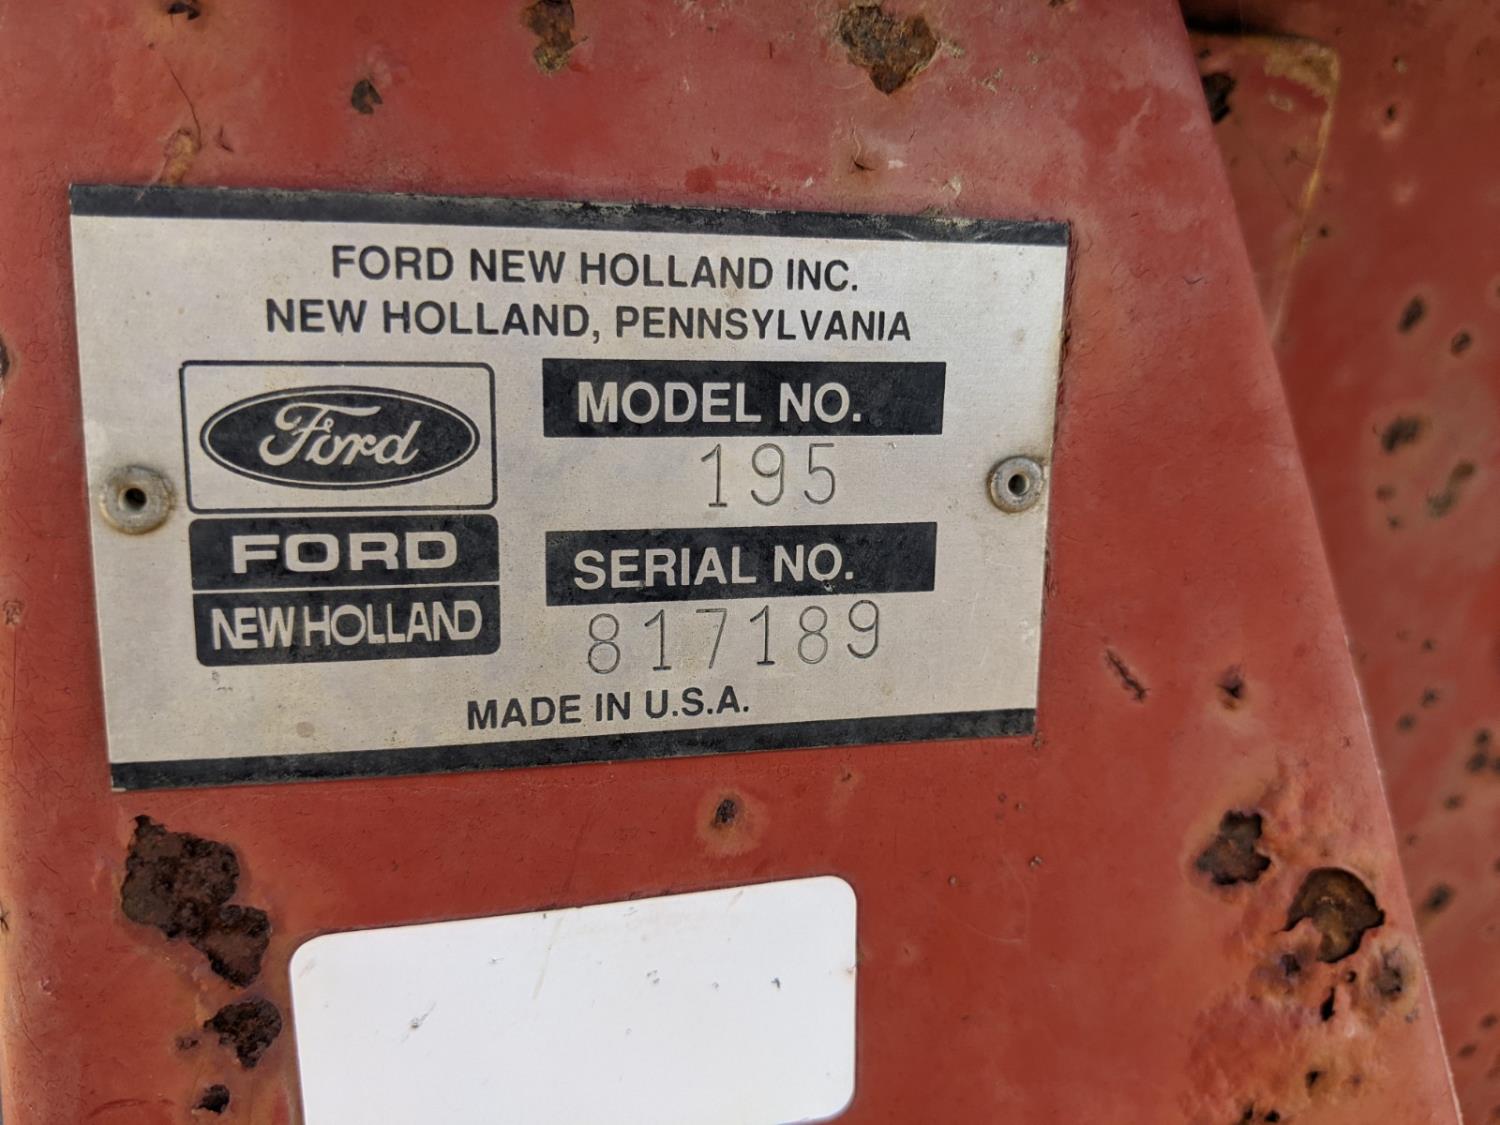 FORD NEW HOLLAND INC.
NEW HOLLAND, PENNSYLVANIA
Ford
FORD
NEW HOLLAND
MODEL NO.
195
SERIAL NO.
817189
MADE IN U.S.A.